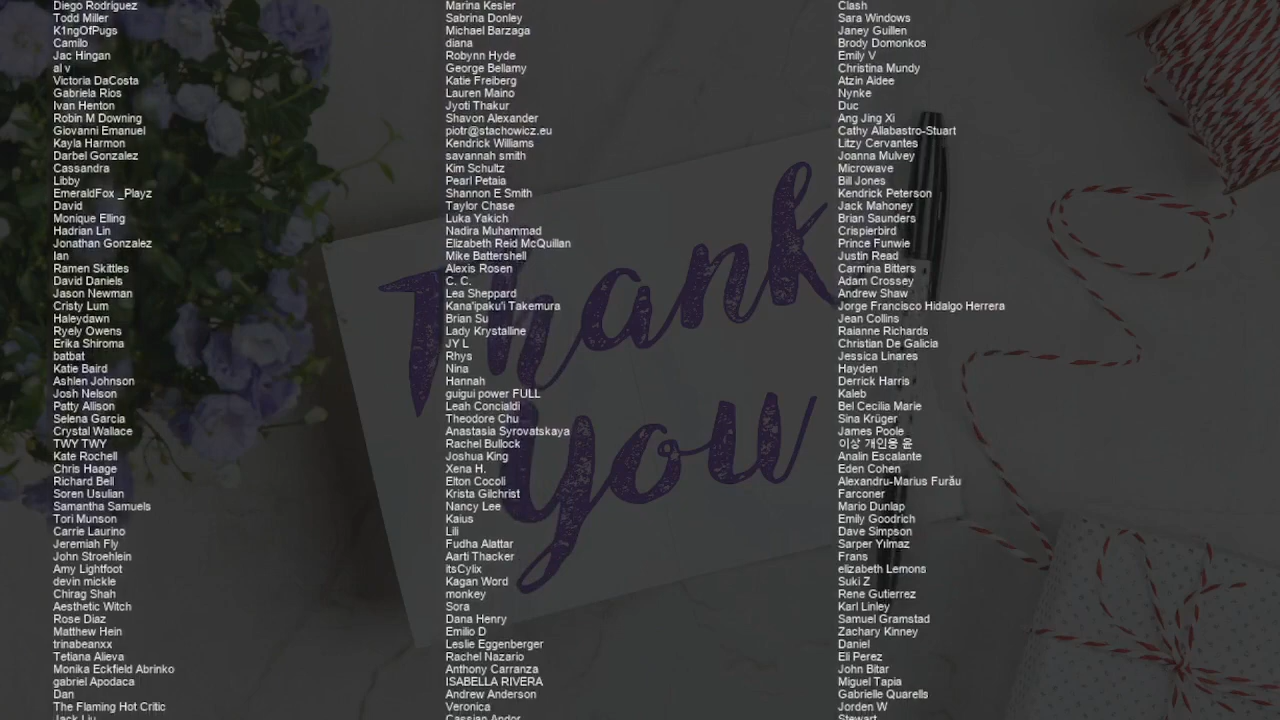 Diego Rodríguez
Todd Miller
K1ngOfPugs
Camilo
Jac Hingan
al v
Victoria DaCosta
Gabriela Rios
Ivan Henton
Robin M Downing
Giovanni Emanuel
Kayla Harmon
Darbel Gonzalez
Cassandra
Libby
EmeraldFox _Playz
David
Monique Elling
Hadrian Lin
Jonathan Gonzalez
Ian
Ramen Skittles
David Daniels
Jason Newman
Cristy Lum
Haleydawn
Ryely Owens
Erika Shiroma
batbat
Katie Baird
Ashlen Johnson
Josh Nelson
Patty Allison
Selena Garcia
Crystal Wallace
TWY TWY
Kate Rochell
Chris Haage
Richard Bell
Soren Usulian
Samantha Samuels
Tori Munson
Carrie Laurino
Jeremiah Fly
John Stroehlein
Amy Lightfoot
devin mickle
Chirag Shah
Aesthetic Witch
Rose Diaz
Matthew Hein
trinabeanxx
Tetiana Alieva
Monika Eckfield Abrinko
gabriel Apodaca
Dan
The Flaming Hot Critic
Jack Liu
Marina Kesler
Sabrina Donley
Michael Barzaga
diana
Robynn Hyde
George Bellamy
Katie Freiberg
Lauren Maino
Jyoti Thakur
Shavon Alexander
piotr@stachowicz.eu
Kendrick Williams
savannah smith
Kim Schultz
Pearl Petaia
Shannon E Smith
Taylor Chase
Luka Yakich
Nadira Muhammad
Elizabeth Reid McQuillan
Mike Battershell
Alexis Rosen
C. C.
Lea Sheppard
Kana'ipaku'i Takemura
Brian Su
Lady Krystalline
JY L
Rhys
Nina
Hannah
guigui power FULL
Leah Concialdi
Theodore Chu
Anastasia Syrovatskaya
Rachel Bullock
Joshua King
Xena H.
Elton Cocoli
Krista Gilchrist
Nancy Lee
Kaius
Lili
Fudha Alattar
Aarti Thacker
itsCylix
Kagan Word
monkey
Sora
Dana Henry
Emilio D
Leslie Eggenberger
Rachel Nazario
Anthony Carranza
ISABELLA RIVERA
Andrew Anderson
Veronica
Cassian Andor
Clash
Sara Windows
Janey Guillen
Brody Domonkos
Emily V
Christina Mundy
Atzin Aidee
Nynke
Duc
Ang Jing Xi
Cathy Allabastro-Stuart
Litzy Cervantes
Joanna Mulvey
Microwave
Bill Jones
Kendrick Peterson
Jack Mahoney
Brian Saunders
Crispierbird
Prince Funwie
Justin Read
Carmina Bitters
Adam Crossey
Andrew Shaw
Jorge Francisco Hidalgo Herrera
Jean Collins
Raianne Richards
Christian De Galicia
Jessica Linares
Hayden
Derrick Harris
Kaleb
Bel Cecilia Marie
Sina Krüger
James Poole
이상 개인용 윤
Analin Escalante
Eden Cohen
Alexandru-Marius Furău
Farconer
Mario Dunlap
Emily Goodrich
Dave Simpson
Sarper Yılmaz
Frans
elizabeth Lemons
Suki Z
Rene Gutierrez
Karl Linley
Samuel Gramstad
Zachary Kinney
Daniel
Eli Perez
John Bitar
Miguel Tapia
Gabrielle Quarells
Jorden W
Stewart
Thank
you